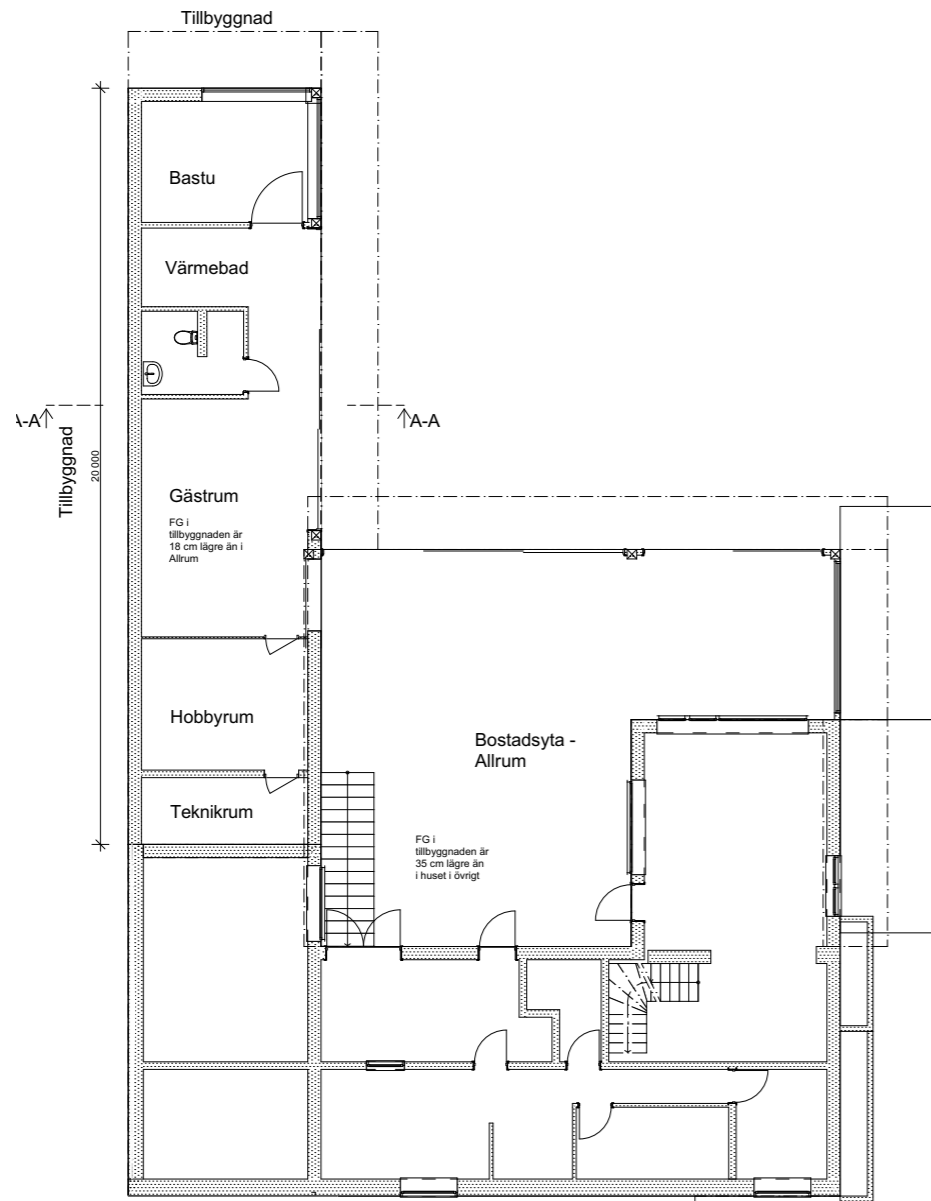 Tillbyggnad
Bastu
Värmebad
A-A
A-A
Tillbyggnad
20 000
Gästrum
FG i
tillbyggnaden är
18 cm lägre än i
Allrum
Hobbyrum
Bostadsyta -
Allrum
Teknikrum
FG i
tillbyggnaden är
35 cm lägre än
i huset i övrigt